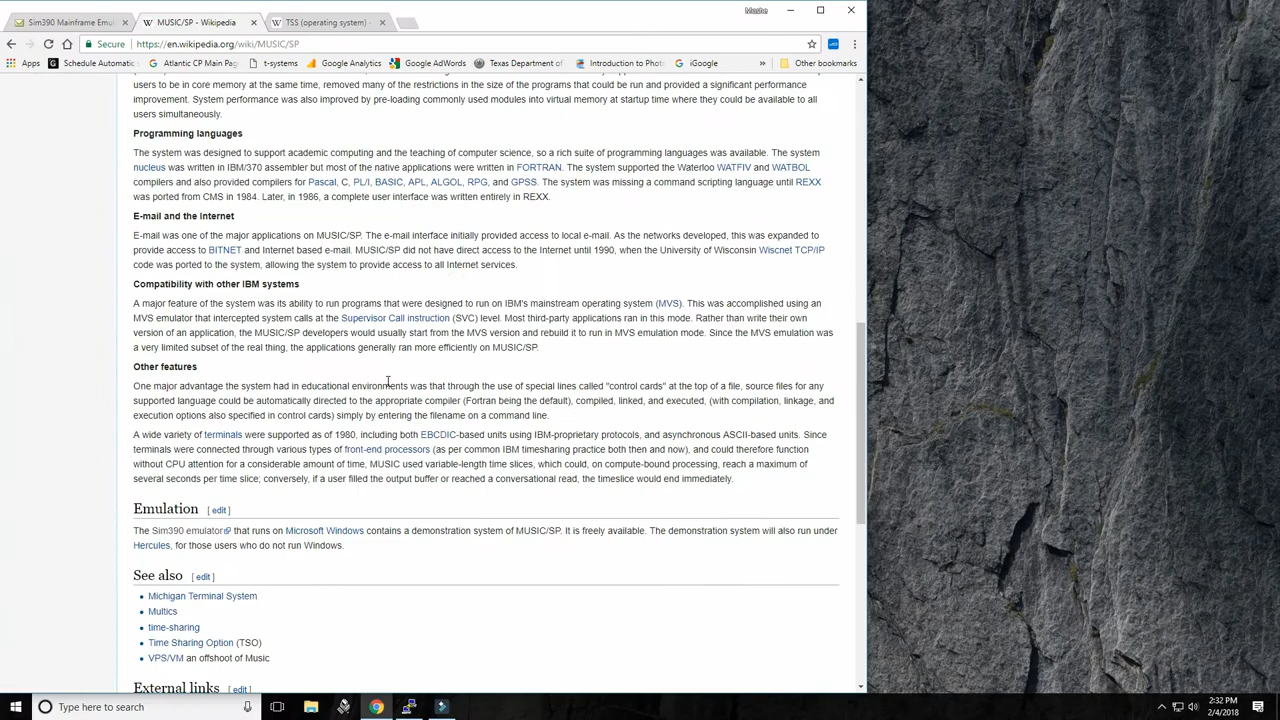 Sim390 Mainframe Emul
MUSIC/SP - Wikipedia
TSS (operating system) -
Moshe
Secure
https://en.wikipedia.org/wiki/MUSIC/SP
Apps
Schedule Automatic
Atlantic CP Main Pag
t-systems
Google Analytics
Google AdWords
Texas Department of
Introduction to Phot
iGoogle
»
Other bookmarks
users to be in core memory at the same time, removed many of the restrictions in the size of the programs that could be run and provided a significant performance
improvement. System performance was also improved by pre-loading commonly used modules into virtual memory at startup time where they could be available to all
users simultaneously.
Programming languages
The system was designed to support academic computing and the teaching of computer science, so a rich suite of programming languages was available. The system
nucleus was written in IBM/370 assembler but most of the native applications were written in FORTRAN. The system supported the Waterloo WATFIV and WATBOL
compilers and also provided compilers for Pascal, C, PL/I, BASIC, APL, ALGOL, RPG, and GPSS. The system was missing a command scripting language until REXX
was ported from CMS in 1984. Later, in 1986, a complete user interface was written entirely in REXX.
E-mail and the Internet
E-mail was one of the major applications on MUSIC/SP. The e-mail interface initially provided access to local e-mail. As the networks developed, this was expanded to
provide access to BITNET and Internet based e-mail. MUSIC/SP did not have direct access to the Internet until 1990, when the University of Wisconsin Wiscnet TCP/IP
code was ported to the system, allowing the system to provide access to all Internet services.
Compatibility with other IBM systems
A major feature of the system was its ability to run programs that were designed to run on IBM's mainstream operating system (MVS). This was accomplished using an
MVS emulator that intercepted system calls at the Supervisor Call instruction (SVC) level. Most third-party applications ran in this mode. Rather than write their own
version of an application, the MUSIC/SP developers would usually start from the MVS version and rebuild it to run in MVS emulation mode. Since the MVS emulation was
a very limited subset of the real thing, the applications generally ran more efficiently on MUSIC/SP.
Other features
One major advantage the system had in educational environments was that through the use of special lines called "control cards" at the top of a file, source files for any
supported language could be automatically directed to the appropriate compiler (Fortran being the default), compiled, linked, and executed, (with compilation, linkage, and
execution options also specified in control cards) simply by entering the filename on a command line.
A wide variety of terminals were supported as of 1980, including both EBCDIC-based units using IBM-proprietary protocols, and asynchronous ASCII-based units. Since
terminals were connected through various types of front-end processors (as per common IBM timesharing practice both then and now), and could therefore function
without CPU attention for a considerable amount of time, MUSIC used variable-length time slices, which could, on compute-bound processing, reach a maximum of
several seconds per time slice; conversely, if a user filled the output buffer or reached a conversational read, the timeslice would end immediately.
Emulation [ edit ]
The Sim390 emulator that runs on Microsoft Windows contains a demonstration system of MUSIC/SP. It is freely available. The demonstration system will also run under
Hercules, for those users who do not run Windows.
See also [ edit ]
• Michigan Terminal System
• Multics
• time-sharing
• Time Sharing Option (TSO)
• VPS/VM an offshoot of Music
External links [ edit ]
Type here to search
2:32 PM
2/4/2018